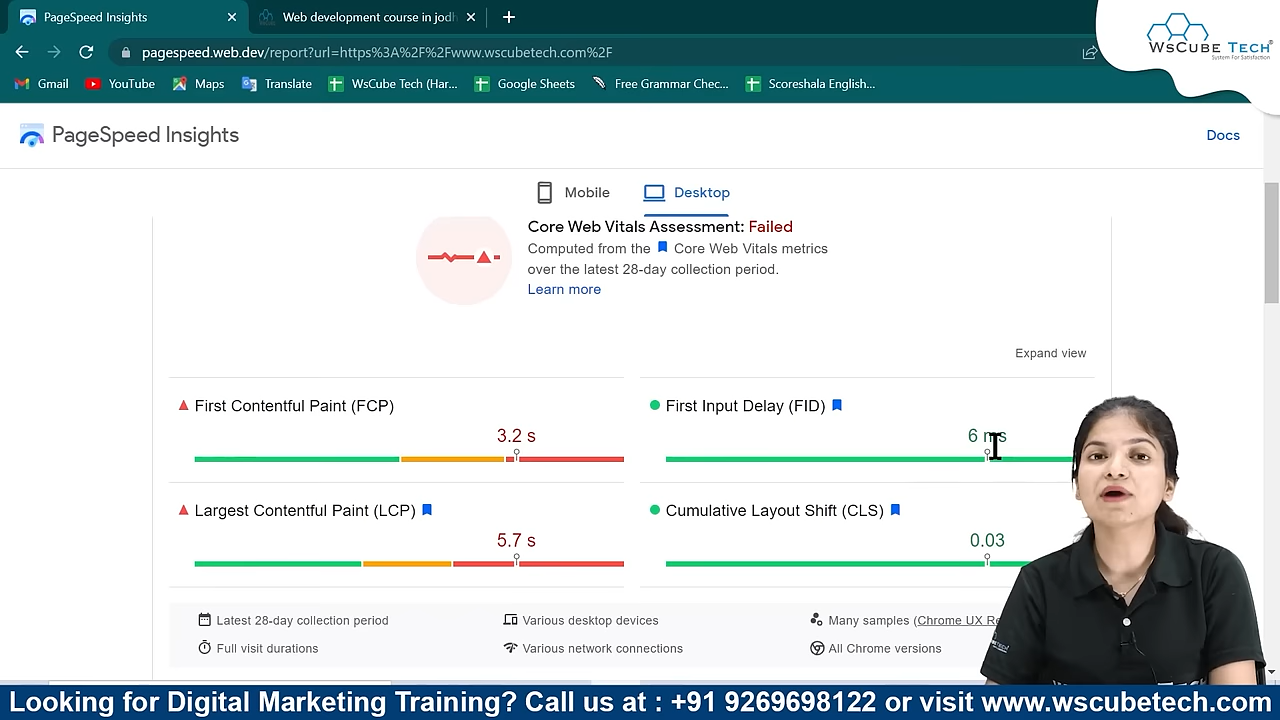 PageSpeed Insights
Web development course in jodh
WsCube Tech®
System For Satisfaction
pagespeed.web.dev/report?url=https%3A%2F%2Fwww.wscubetech.com%2F
Gmail YouTube Maps Translate WsCube Tech (Har... Google Sheets Free Grammar Chec... Scoreshala English...
PageSpeed Insights
Docs
Mobile Desktop
Core Web Vitals Assessment: Failed
Computed from the Core Web Vitals metrics
over the latest 28-day collection period.
Learn more
Expand view
First Contentful Paint (FCP)
3.2 s
First Input Delay (FID)
6 ms
Largest Contentful Paint (LCP)
5.7 s
Cumulative Layout Shift (CLS)
0.03
Latest 28-day collection period Various desktop devices Many samples (Chrome UX Re
Full visit durations Various network connections All Chrome versions
Looking for Digital Marketing Training? Call us at : +91 9269698122 or visit www.wscubetech.com